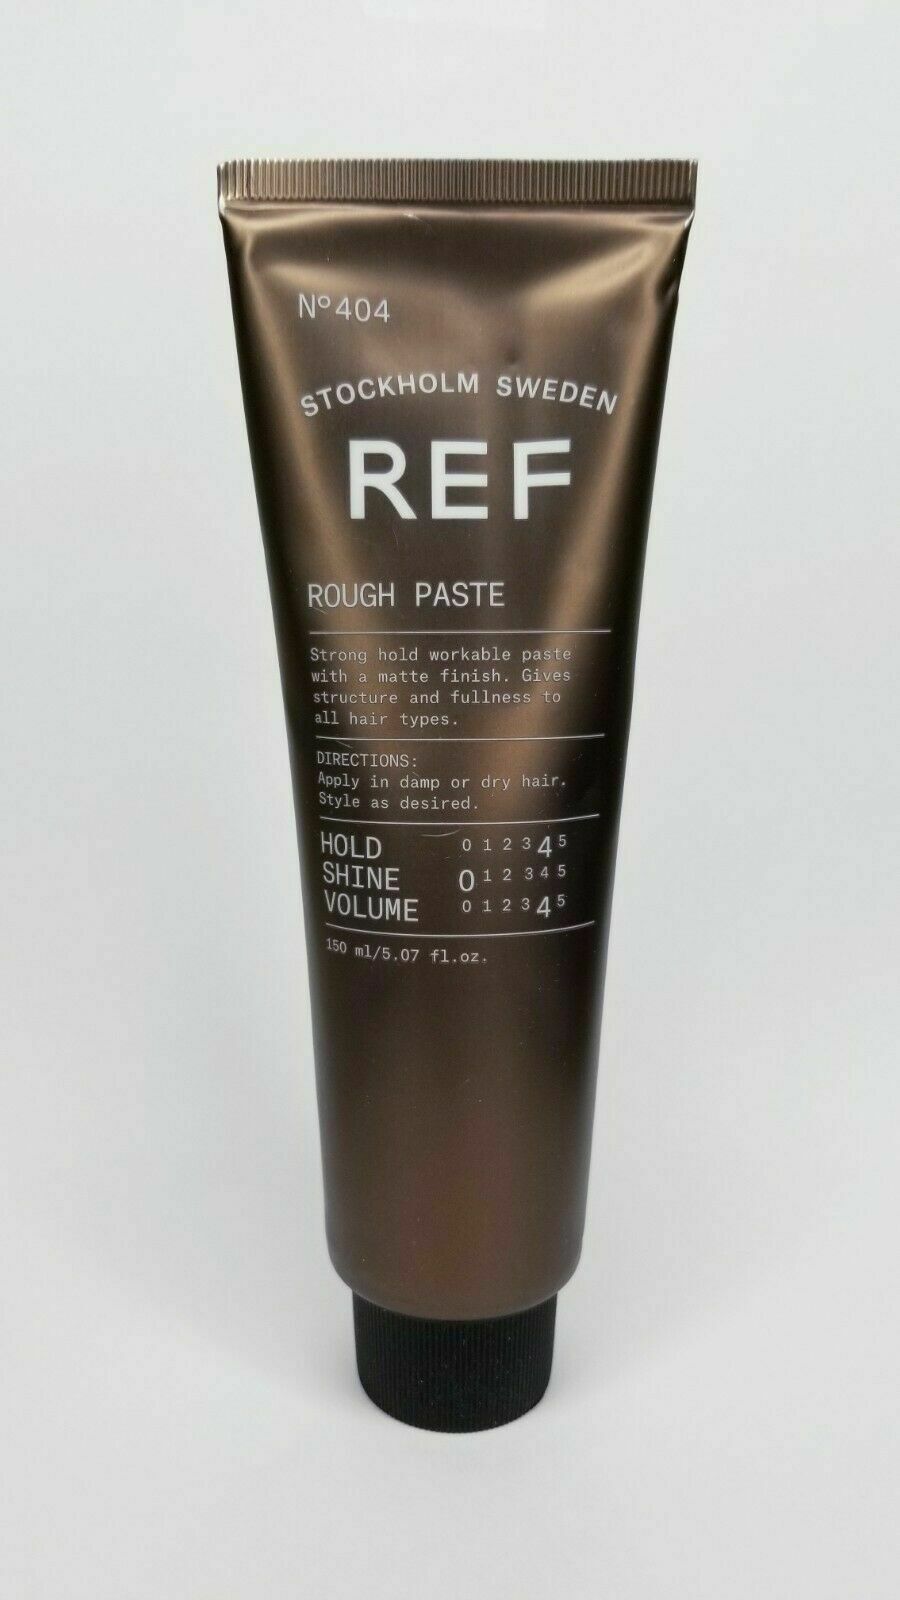 Nº404
STOCKHOLM SWEDEN
REF
ROUGH PASTE
Strong hold workable paste
with a matte finish. Gives
structure and fullness to
all hair types.
DIRECTIONS:
Apply in damp or dry hair.
Style as desired.
HOLD 0 1 2 3 4 5
SHINE 0 1 2 3 4 5
VOLUME 0 1 2 3 4 5
150 ml/5.07 fl.oz.